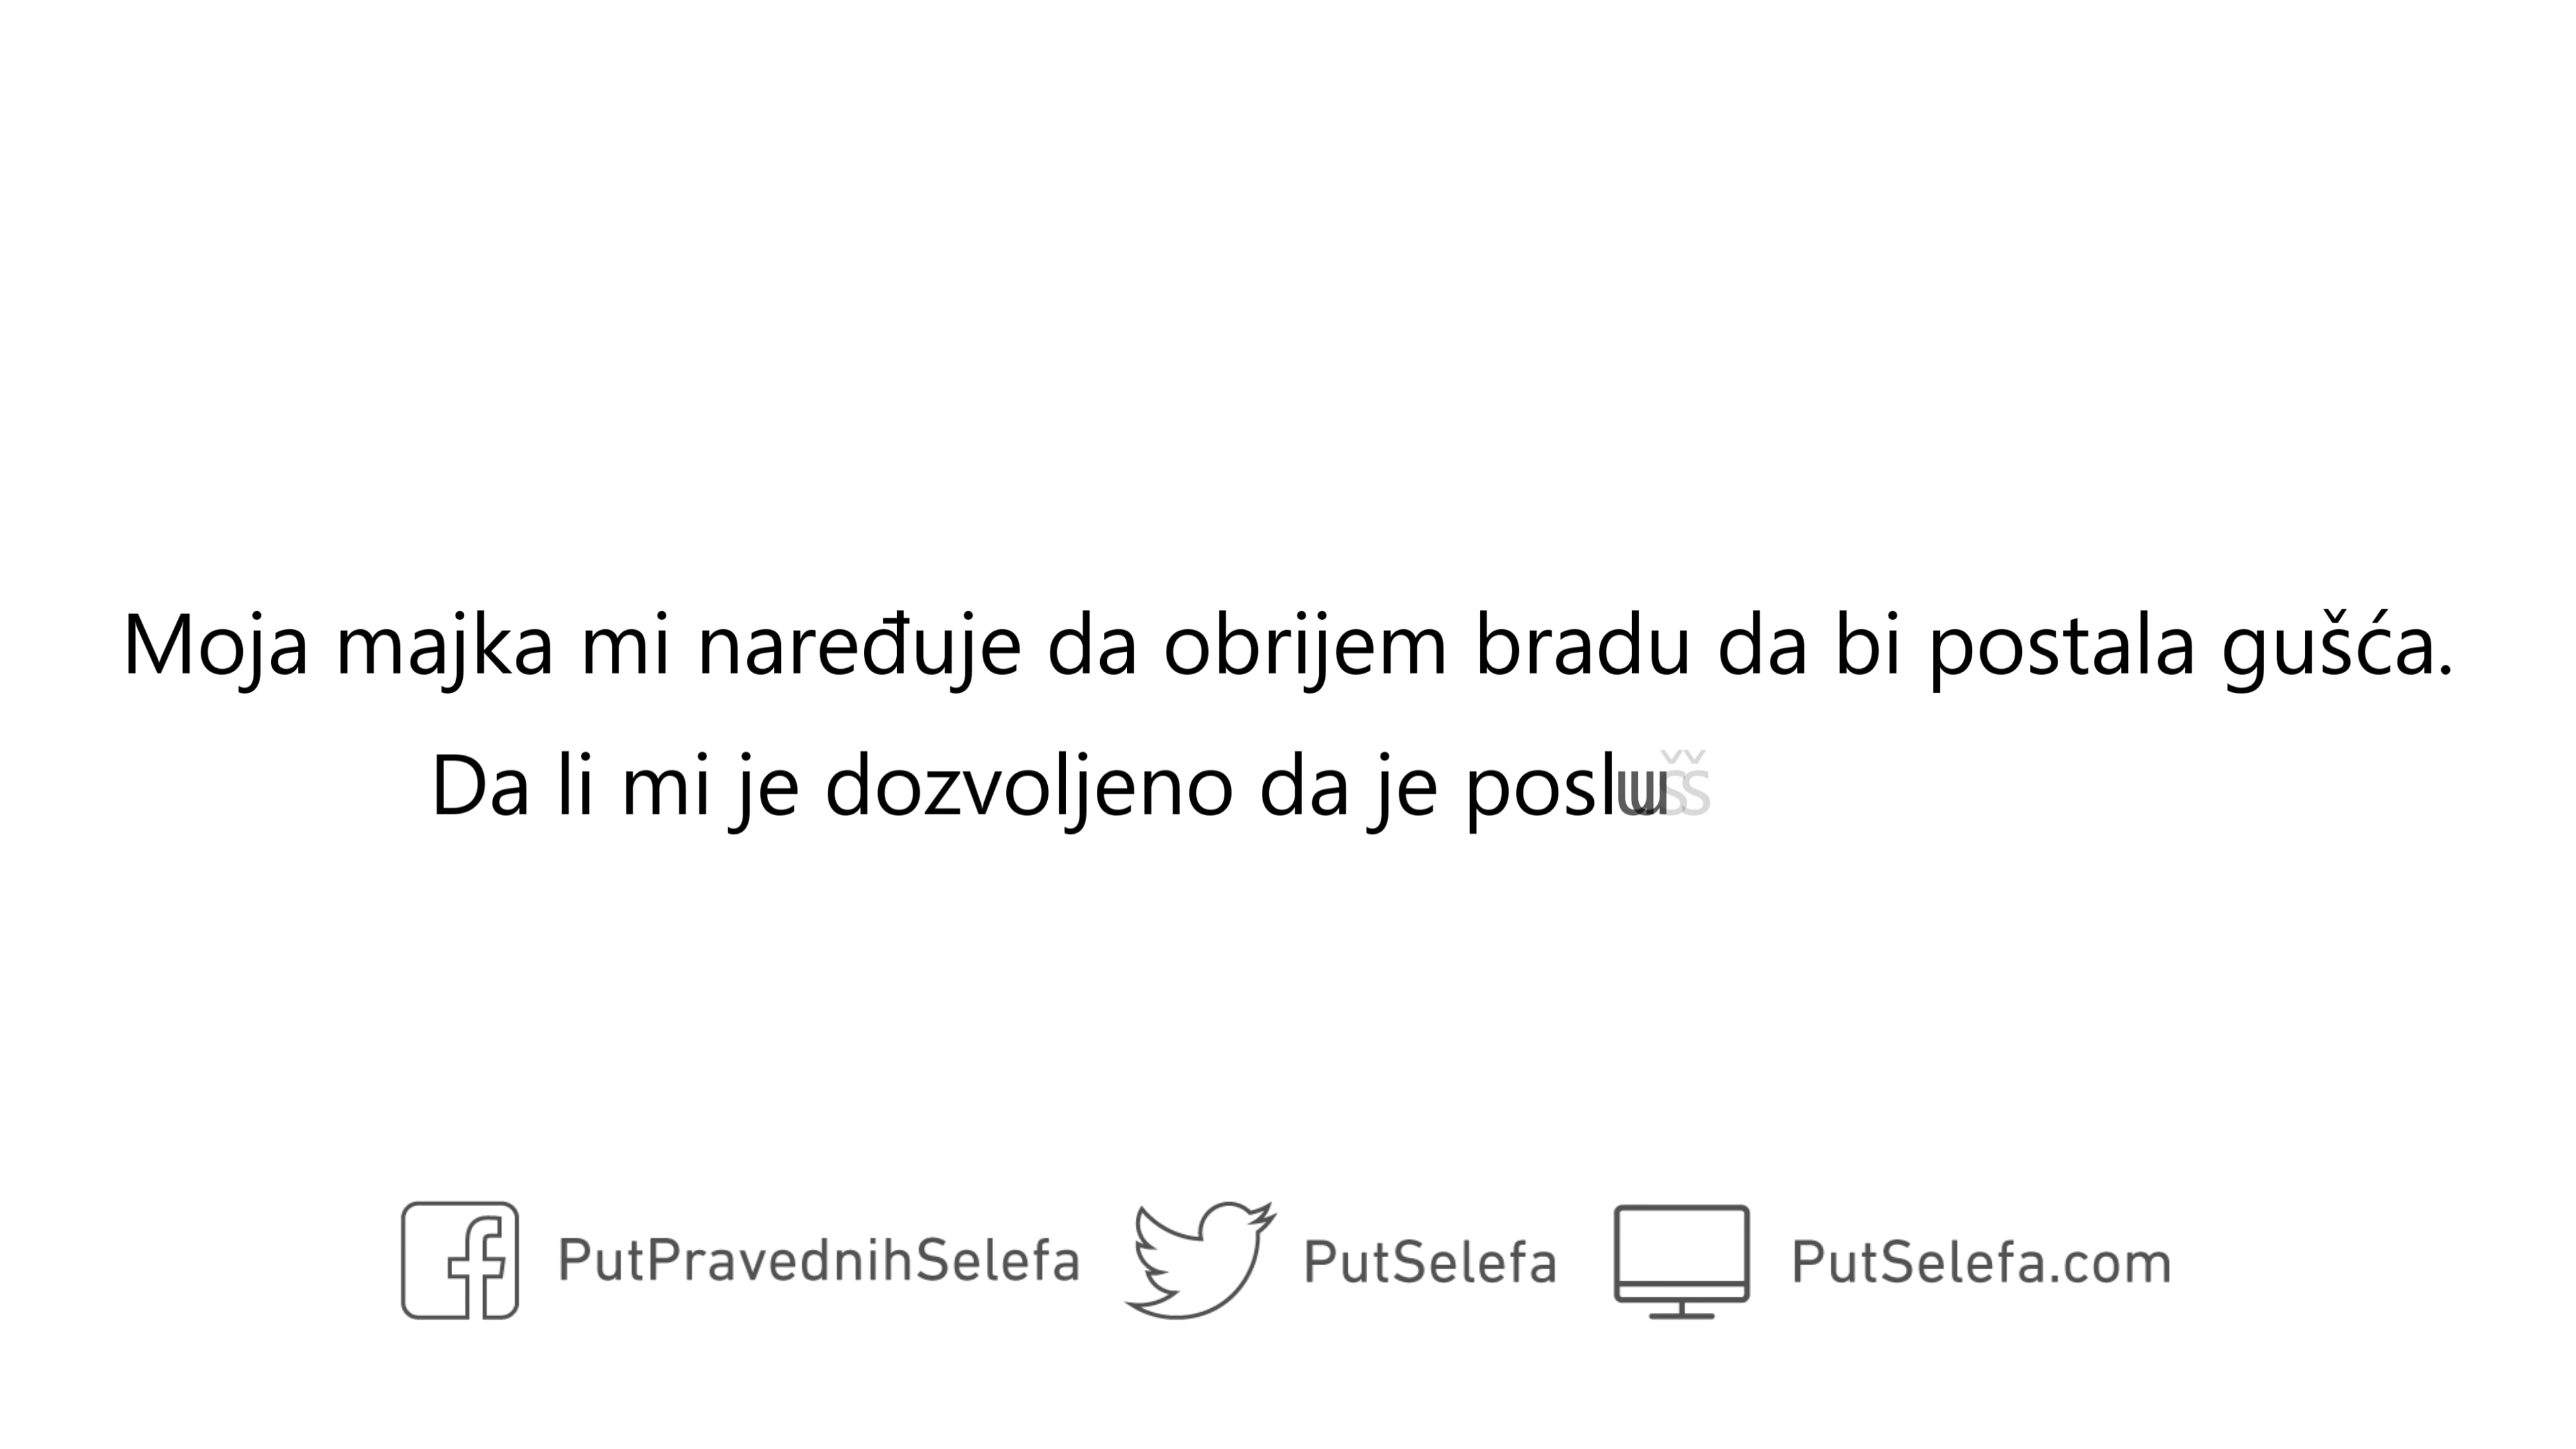 Moja majka mi naređuje da obrijem bradu da bi postala gušća.
Da li mi je dozvoljeno da je
PutPravednihSelefa PutSelefa PutSelefa.com